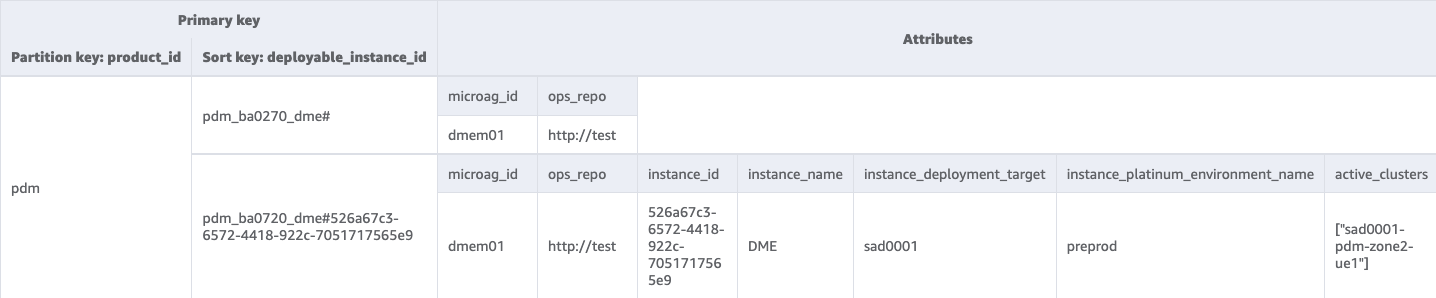 Primary key
Attributes
Partition key: product_id Sort key: deployable_instance_id
microag_id ops_repo
pdm_ba0270_dme#
dmem01 http://test
microag_id ops_repo instance_id instance_name instance_deployment_target instance_platinum_environment_name active_clusters
pdm
526a67c3-
pdm_ba0720_dme#526a67c3-
6572-4418-
["sad0001-
6572-4418-922c-7051717565e9
dmem01 http://test
922c-
DME sad0001 preprod
pdm-zone2-
705171756
ue1"]
5e9